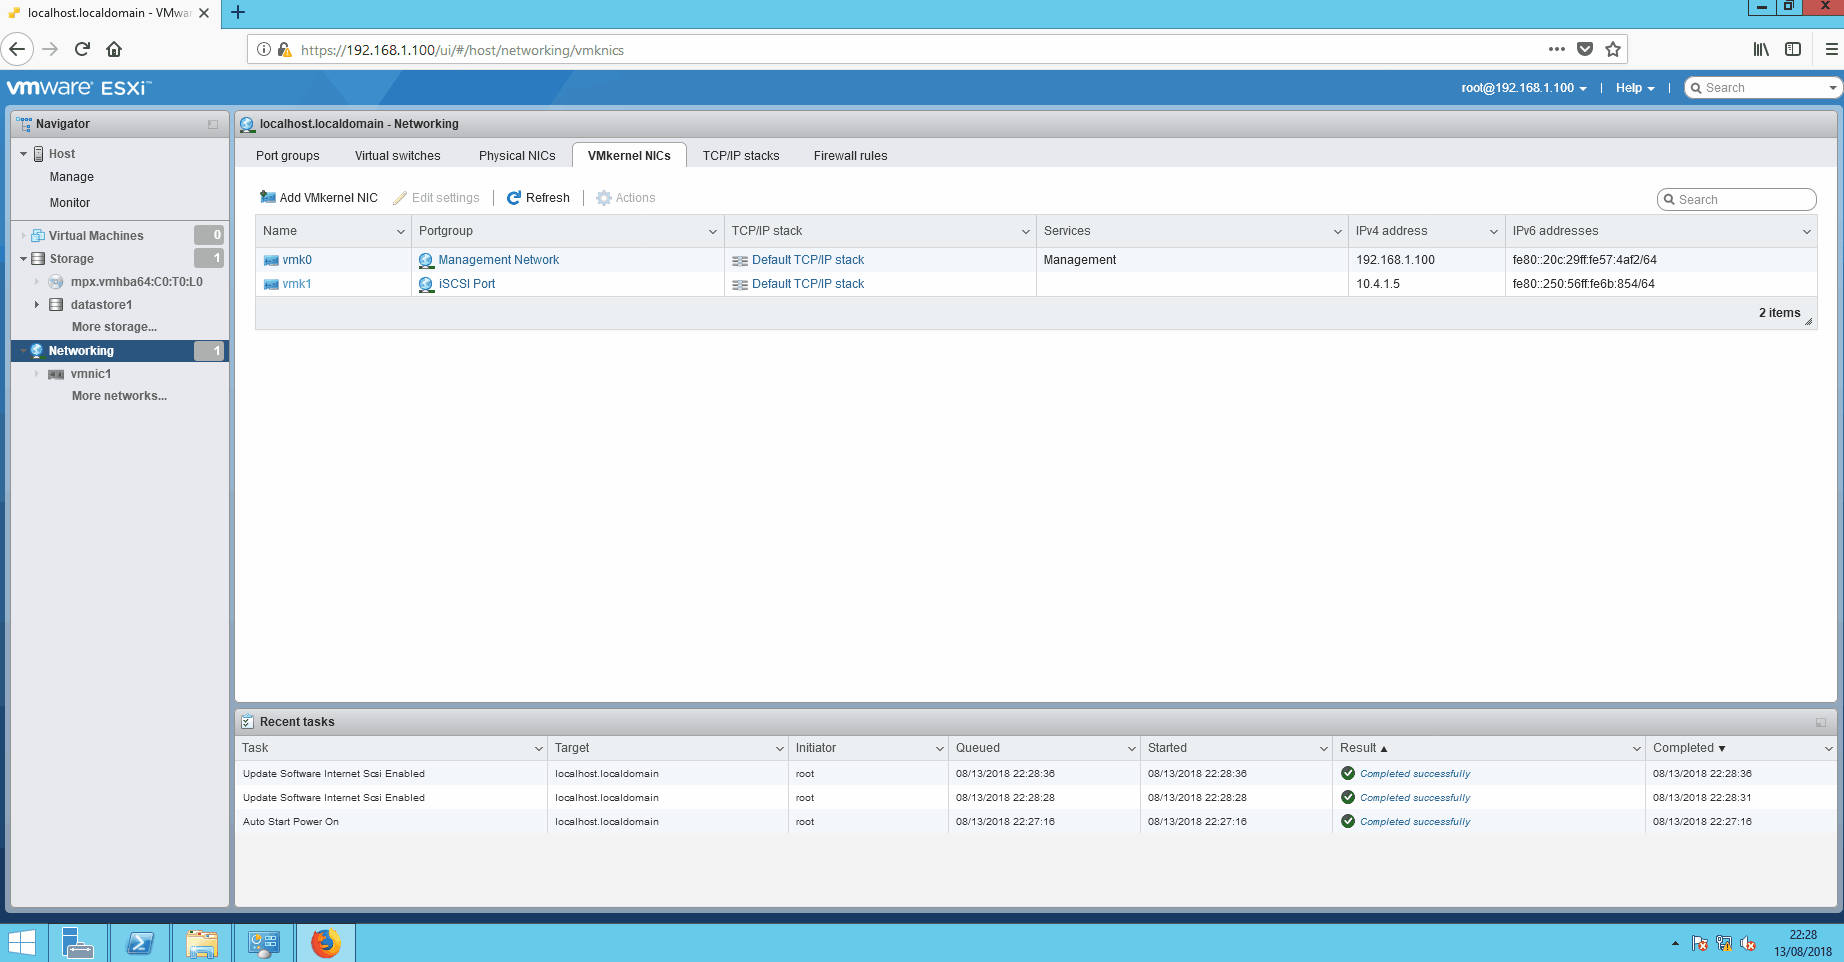 localhost.localdomain - VMwar
https://192.168.1.100/ui/#/host/networking/vmknics
vmware ESXi™
root@192.168.1.100 | Help | Search
Navigator
Host
Manage
Monitor
Virtual Machines 0
Storage 1
mpx.vmhba64:C0:T0:L0
datastore1
More storage...
Networking 1
vmnic1
More networks...
localhost.localdomain - Networking
Port groups Virtual switches Physical NICs VMkernel NICs TCP/IP stacks Firewall rules
Add VMkernel NIC Edit settings | Refresh | Actions Search
Name Portgroup TCP/IP stack Services IPv4 address IPv6 addresses
vmk0 Management Network Default TCP/IP stack Management 192.168.1.100 fe80::20c:29ff:fe57:4af2/64
vmk1 iSCSI Port Default TCP/IP stack 10.4.1.5 fe80::250:56ff:fe6b:854/64
2 items
Recent tasks
Task Target Initiator Queued Started Result ▲ Completed ▼
Update Software Internet Scsi Enabled localhost.localdomain root 08/13/2018 22:28:36 08/13/2018 22:28:36 Completed successfully 08/13/2018 22:28:36
Update Software Internet Scsi Enabled localhost.localdomain root 08/13/2018 22:28:28 08/13/2018 22:28:28 Completed successfully 08/13/2018 22:28:31
Auto Start Power On localhost.localdomain root 08/13/2018 22:27:16 08/13/2018 22:27:16 Completed successfully 08/13/2018 22:27:16
22:28
13/08/2018